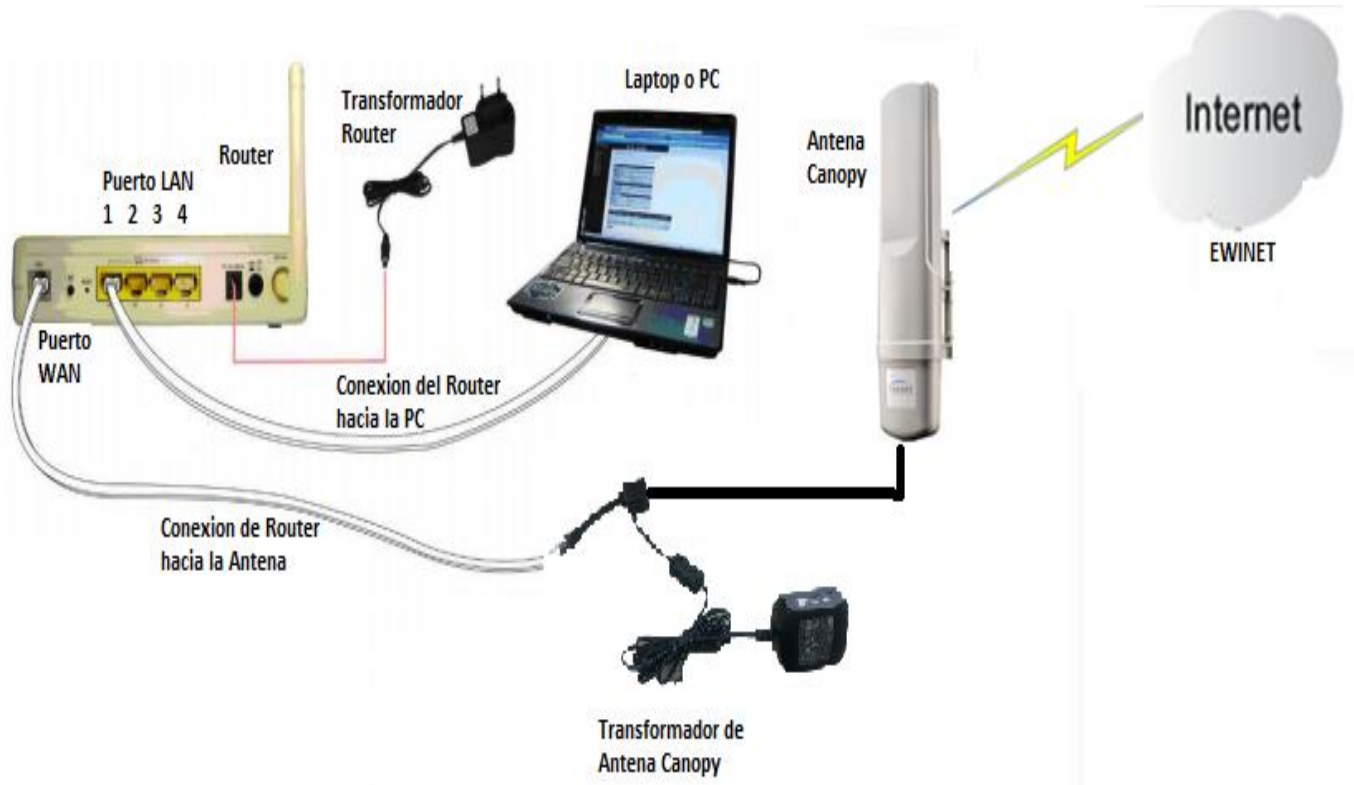 Laptop o PC
Transformador
Router
Router
Puerto LAN
1 2 3 4
Antena
Canopy
Internet
EWINET
Puerto
WAN
Conexion del Router
hacia la PC
Conexion de Router
hacia la Antena
Transformador de
Antena Canopy